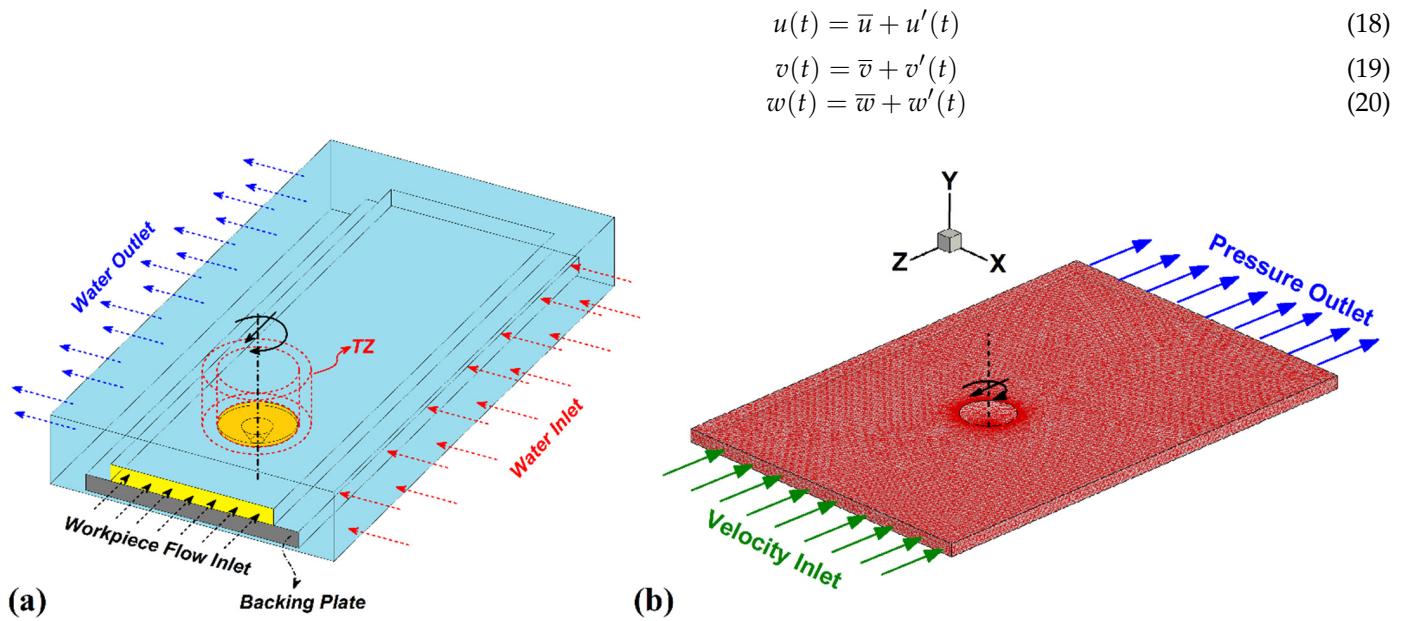 u(t) = u̅ + u′(t) (18)
v(t) = v̅ + v′(t) (19)
w(t) = w̅ + w′(t) (20)
Water Outlet
TZ
Water Inlet
Workpiece Flow Inlet
Backing Plate
(a)
Y
Z
X
Pressure Outlet
Velocity Inlet
(b)